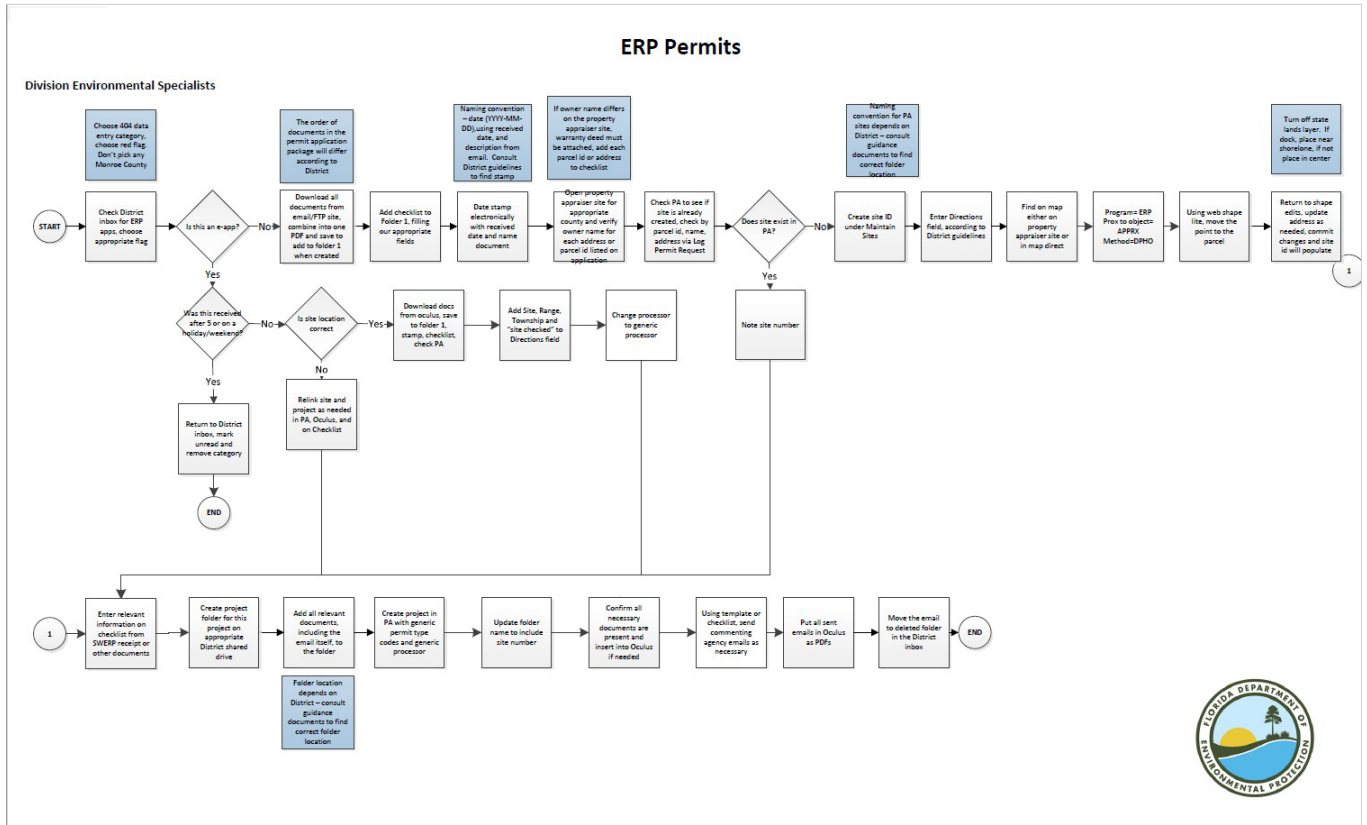 ERP Permits
Division Environmental Specialists
Choose 404 data
entry category,
choose red flag.
Don't pick any
Monroe County
The order of
documents in the
permit application
package will differ
according to
District
Naming convention
– date (YYYY-MM-
DD),using received
date, and
description from
email. Consult
District guidelines
to find stamp
If owner name differs
on the property
appraiser site,
warranty deed must
be attached, add each
parcel id or address
to checklist
Naming
convention for PA
sites depends on
District – consult
guidance
documents to find
correct folder
location
Turn off state
lands layer. If
dock, place near
shorelone, if not
place in center
START
Check District
inbox for ERP
apps, choose
appropriate flag
Is this an e-app?
No
Download all
documents from
email/FTP site,
combine into one
PDF and save to
add to folder 1
when created
Add checklist to
Folder 1, filling
our appropriate
fields
Date stamp
electronically
with received
date and name
document
Open property
appraiser site for
appropriate
county and verify
owner name for
each address or
parcel id listed on
application
Check PA to see if
site is already
created, check by
parcel id, name,
address via Log
Permit Request
Does site exist in
PA?
No
Create site ID
under Maintain
Sites
Enter Directions
field, according to
District guidelines
Find on map
either on
property
appraiser site or
in map direct
Program= ERP
Prox to object=
APPRX
Method=DPHO
Using web shape
lite, move the
point to the
parcel
Return to shape
edits, update
address as
needed, commit
changes and site
id will populate
1
Yes
Yes
Was this received
after 5 or on a
holiday/weekend?
No
Is site location
correct
Yes
Download docs
from oculus, save
to folder 1,
stamp, checklist,
check PA
Add Site, Range,
Township and
"site checked" to
Directions field
Change processor
to generic
processor
Note site number
Yes
No
Return to District
inbox, mark
unread and
remove category
Relink site and
project as needed
in PA, Oculus, and
on Checklist
END
1
Enter relevant
information on
checklist from
SWERP receipt or
other documents
Create project
folder for this
project on
appropriate
District shared
drive
Add all relevant
documents,
including the
email itself, to
the folder
Create project in
PA with generic
permit type
codes and generic
processor
Update folder
name to include
site number
Confirm all
necessary
documents are
present and
insert into Oculus
if needed
Using template or
checklist, send
commenting
agency emails as
necessary
Put all sent
emails in Oculus
as PDFs
Move the email
to deleted folder
in the District
inbox
END
Folder location
depends on
District – consult
guidance
documents to find
correct folder
location
FLORIDA DEPARTMENT OF
ENVIRONMENTAL PROTECTION